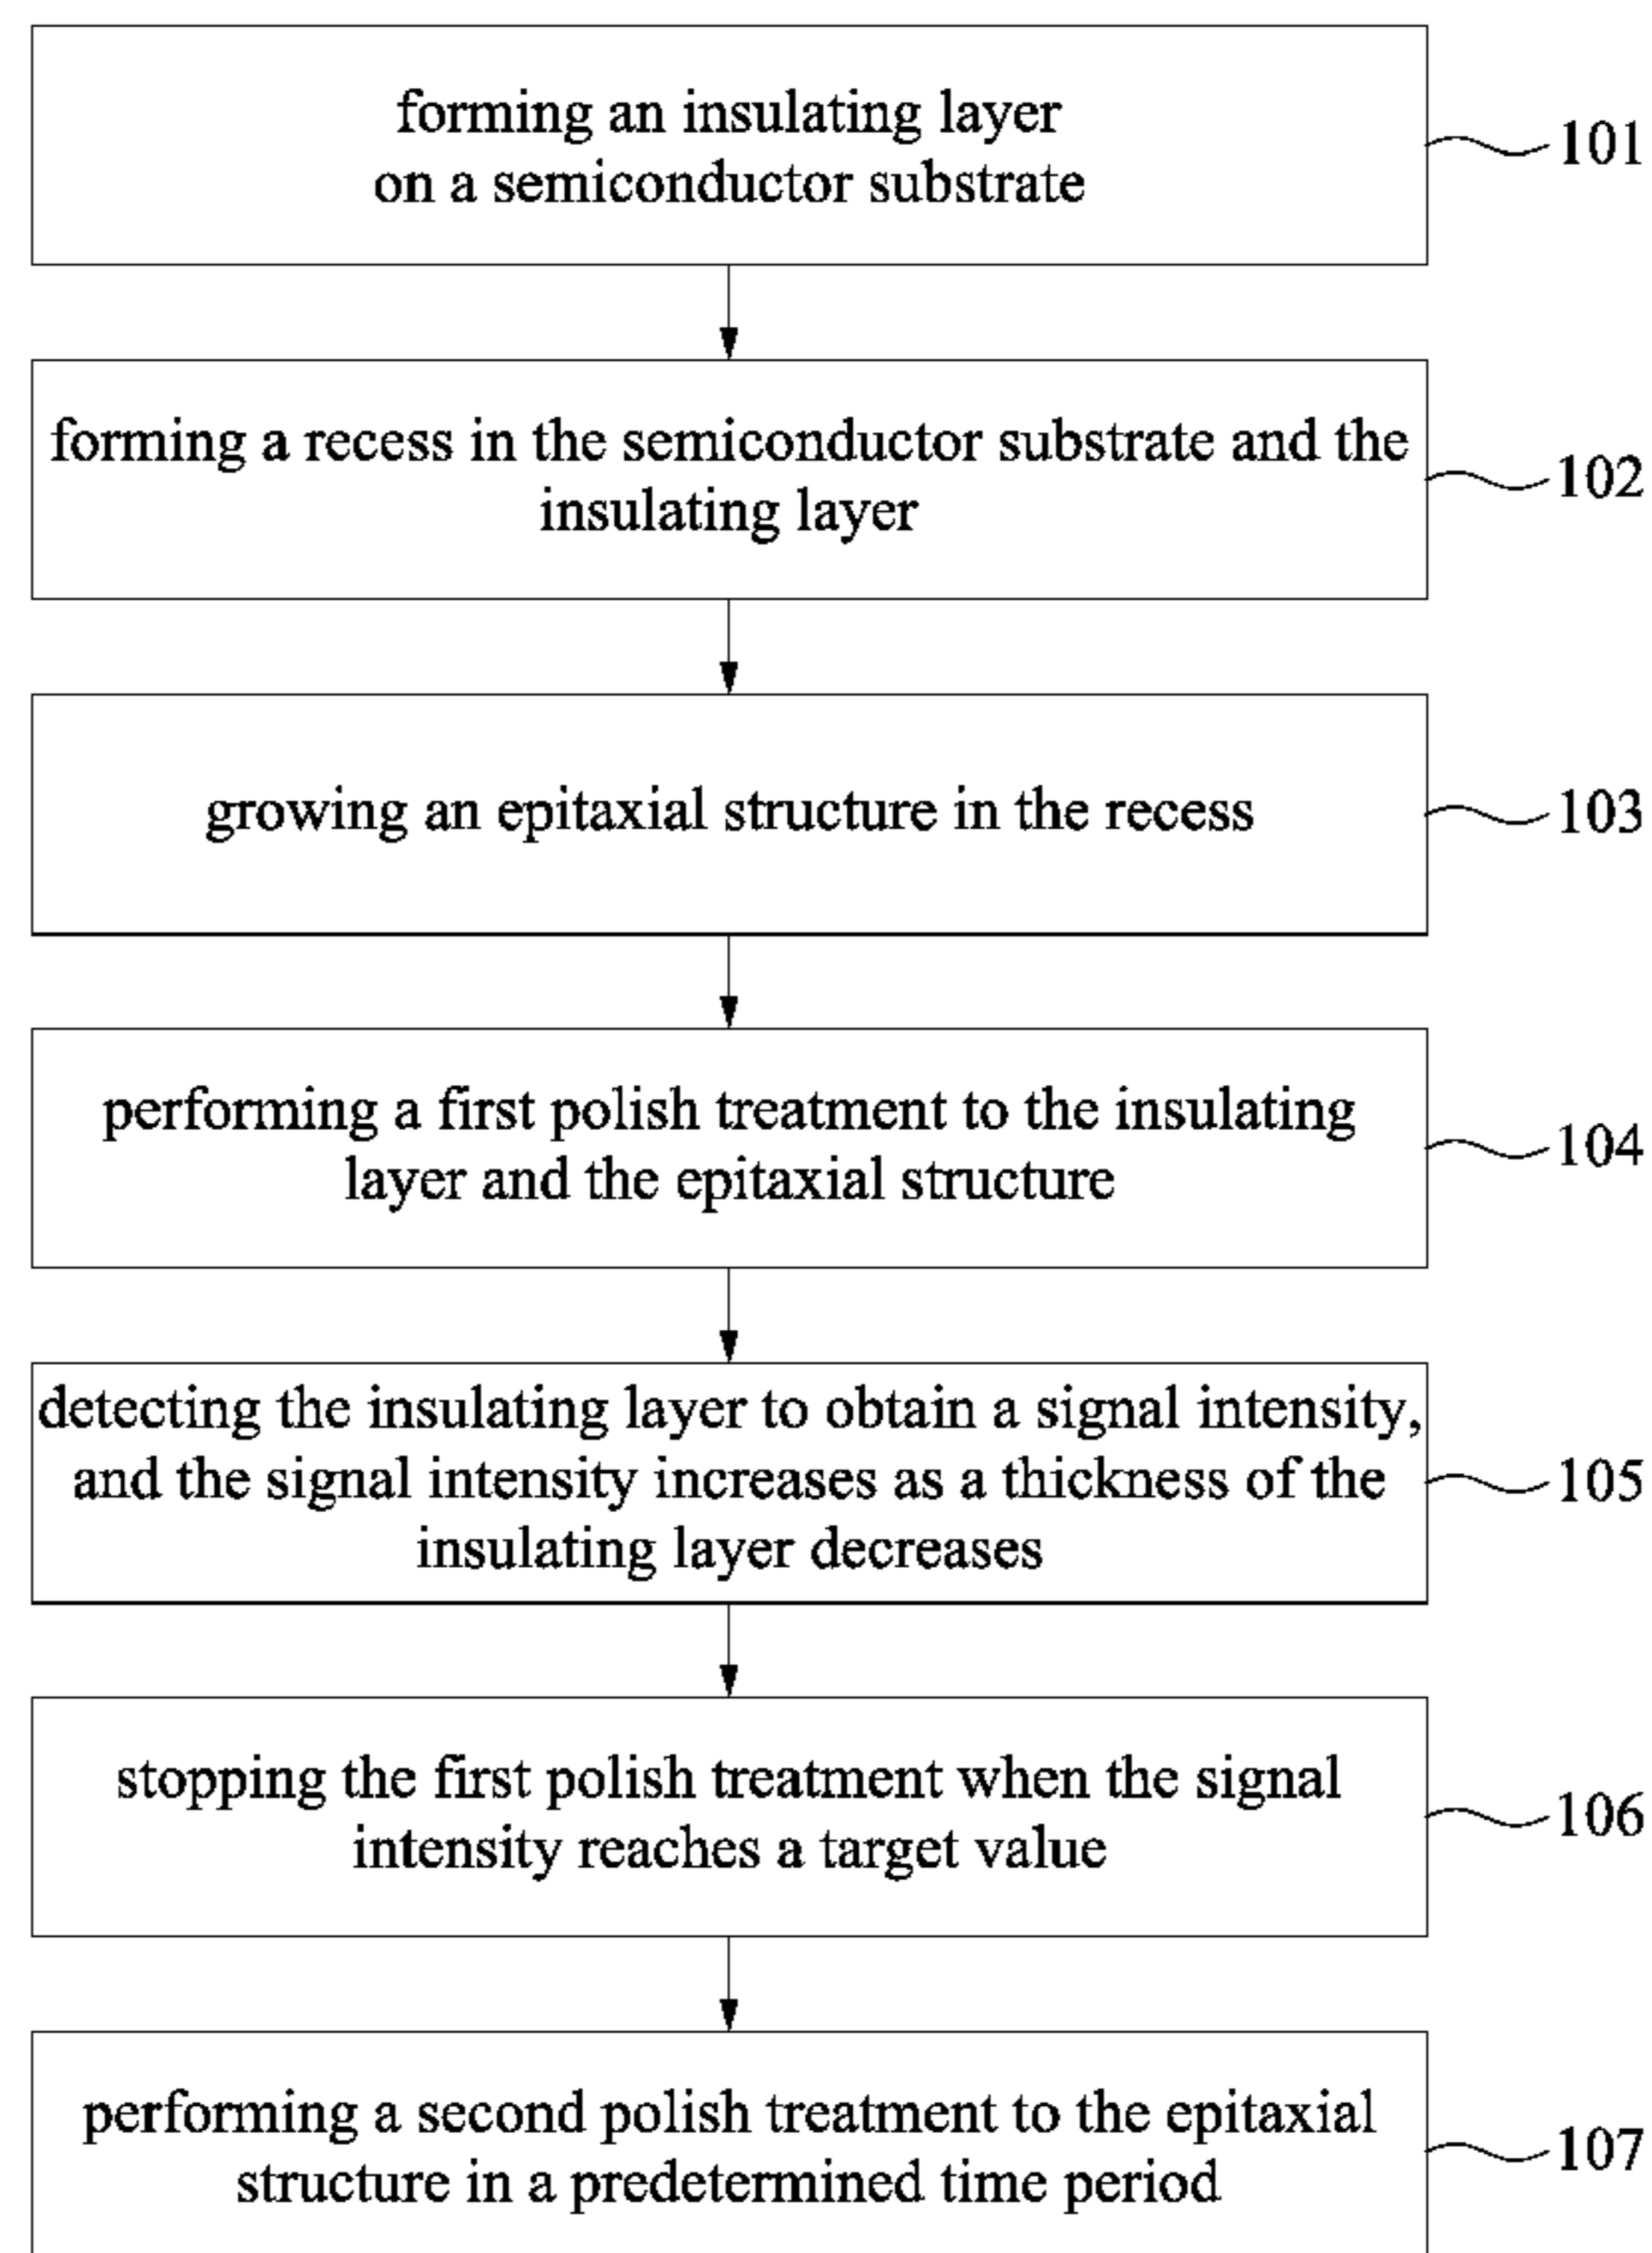 forming an insulating layer
on a semiconductor substrate
101
forming a recess in the semiconductor substrate and the
insulating layer
102
growing an epitaxial structure in the recess
103
performing a first polish treatment to the insulating
layer and the epitaxial structure
104
detecting the insulating layer to obtain a signal intensity,
and the signal intensity increases as a thickness of the
insulating layer decreases
105
stopping the first polish treatment when the signal
intensity reaches a target value
106
performing a second polish treatment to the epitaxial
structure in a predetermined time period
107